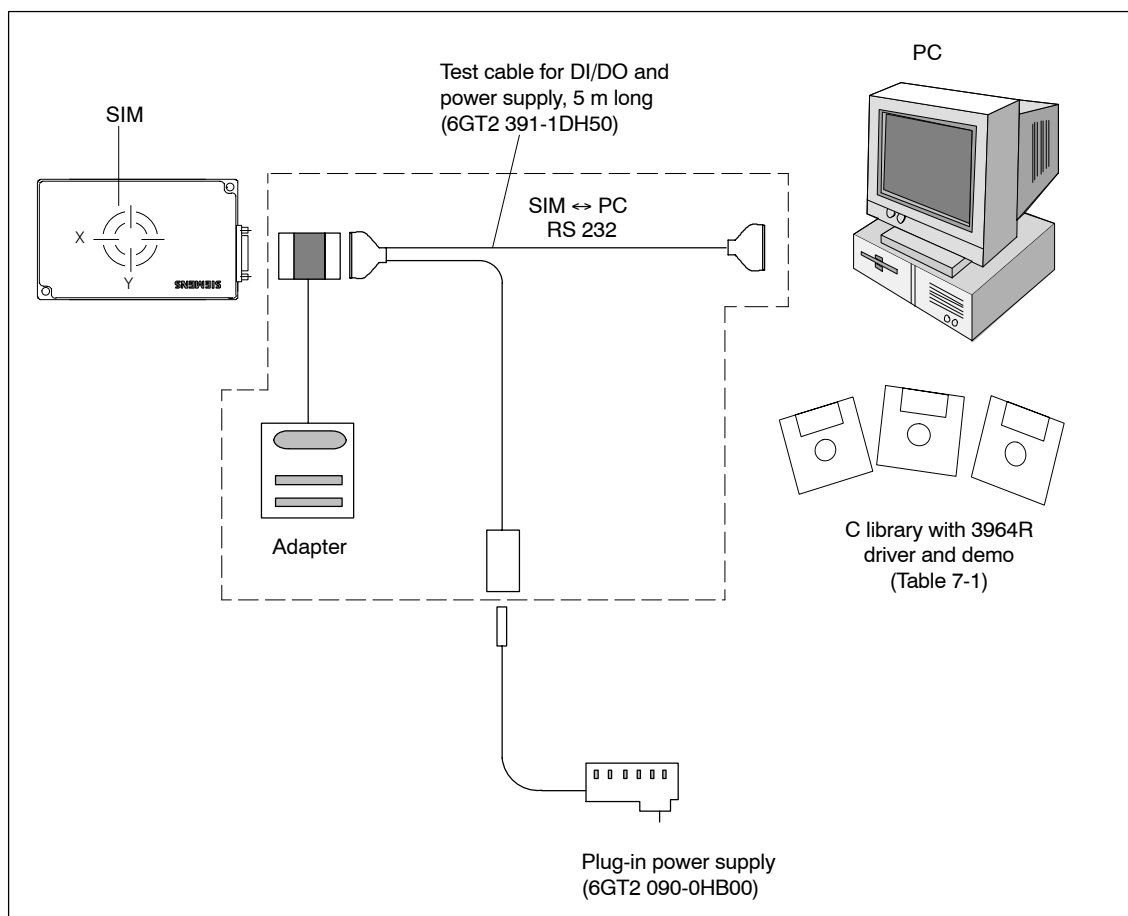 PC
Test cable for DI/DO and
power supply, 5 m long
(6GT2 391-1DH50)
SIM
SIM ↔ PC
RS 232
X
Y
SIEMENS
Adapter
C library with 3964R
driver and demo
(Table 7-1)
Plug-in power supply
(6GT2 090-0HB00)